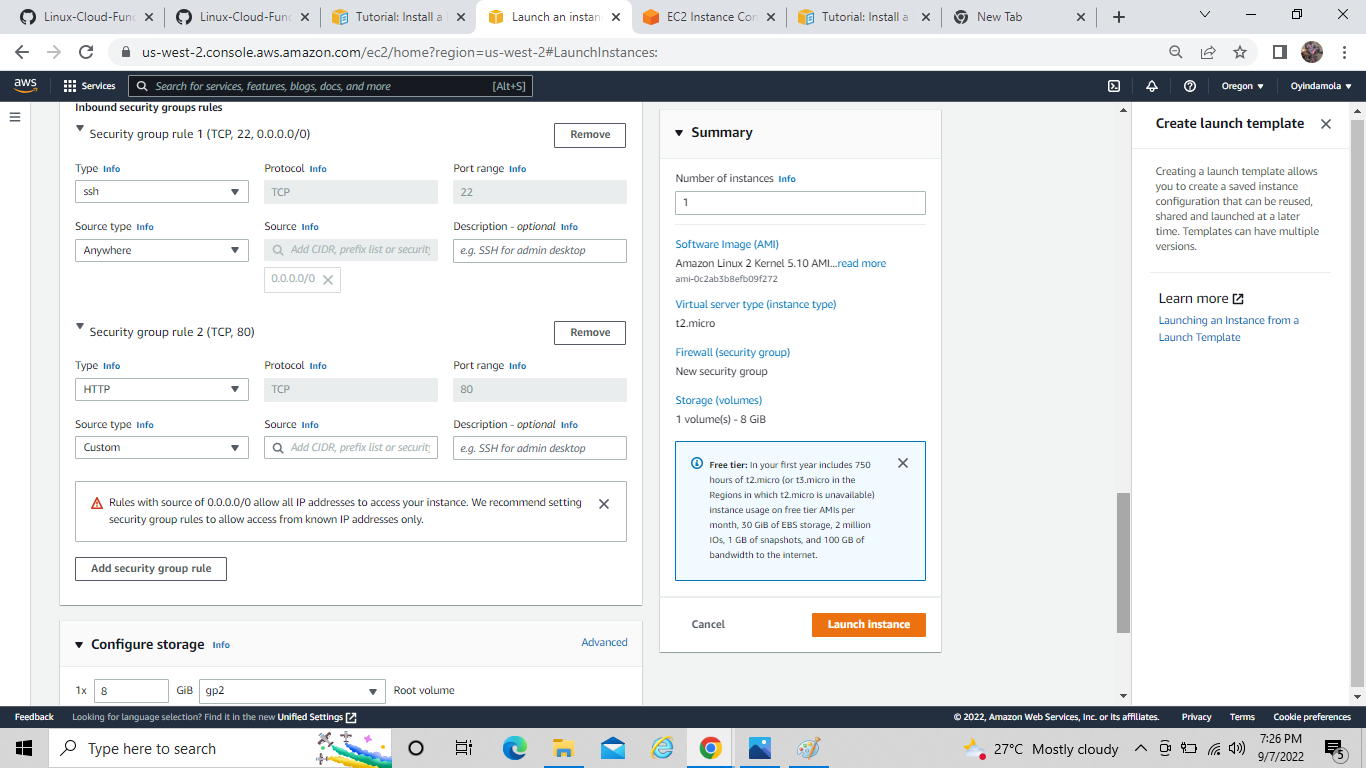 Linux-Cloud-Func
Linux-Cloud-Func
Tutorial: Install a
Launch an instan
EC2 Instance Con
Tutorial: Install a
New Tab
us-west-2.console.aws.amazon.com/ec2/home?region=us-west-2#LaunchInstances:
aws
Services
Search for services, features, blogs, docs, and more
[Alt+S]
Oregon
Oyindamola
Inbound security groups rules
Security group rule 1 (TCP, 22, 0.0.0.0/0)
Remove
Type Info
Protocol Info
Port range Info
ssh
TCP
22
Source type Info
Source Info
Description - optional Info
Anywhere
Add CIDR, prefix list or security
e.g. SSH for admin desktop
0.0.0.0/0
Security group rule 2 (TCP, 80)
Remove
Type Info
Protocol Info
Port range Info
HTTP
TCP
80
Source type Info
Source Info
Description - optional Info
Custom
Add CIDR, prefix list or security
e.g. SSH for admin desktop
Rules with source of 0.0.0.0/0 allow all IP addresses to access your instance. We recommend setting
security group rules to allow access from known IP addresses only.
Add security group rule
Configure storage Info
Advanced
1x
8
GiB
gp2
Root volume
Summary
Number of instances Info
1
Software Image (AMI)
Amazon Linux 2 Kernel 5.10 AMI...read more
ami-0c2ab3b8efb09f272
Virtual server type (instance type)
t2.micro
Firewall (security group)
New security group
Storage (volumes)
1 volume(s) - 8 GiB
Free tier: In your first year includes 750
hours of t2.micro (or t3.micro in the
Regions in which t2.micro is unavailable)
instance usage on free tier AMIs per
month, 30 GiB of EBS storage, 2 million
IOs, 1 GB of snapshots, and 100 GB of
bandwidth to the internet.
Cancel
Launch instance
Create launch template
Creating a launch template allows
you to create a saved instance
configuration that can be reused,
shared and launched at a later
time. Templates can have multiple
versions.
Learn more
Launching an Instance from a
Launch Template
Feedback
Looking for language selection? Find it in the new Unified Settings
© 2022, Amazon Web Services, Inc. or its affiliates.
Privacy
Terms
Cookie preferences
Type here to search
27°C Mostly cloudy
7:26 PM
9/7/2022
5